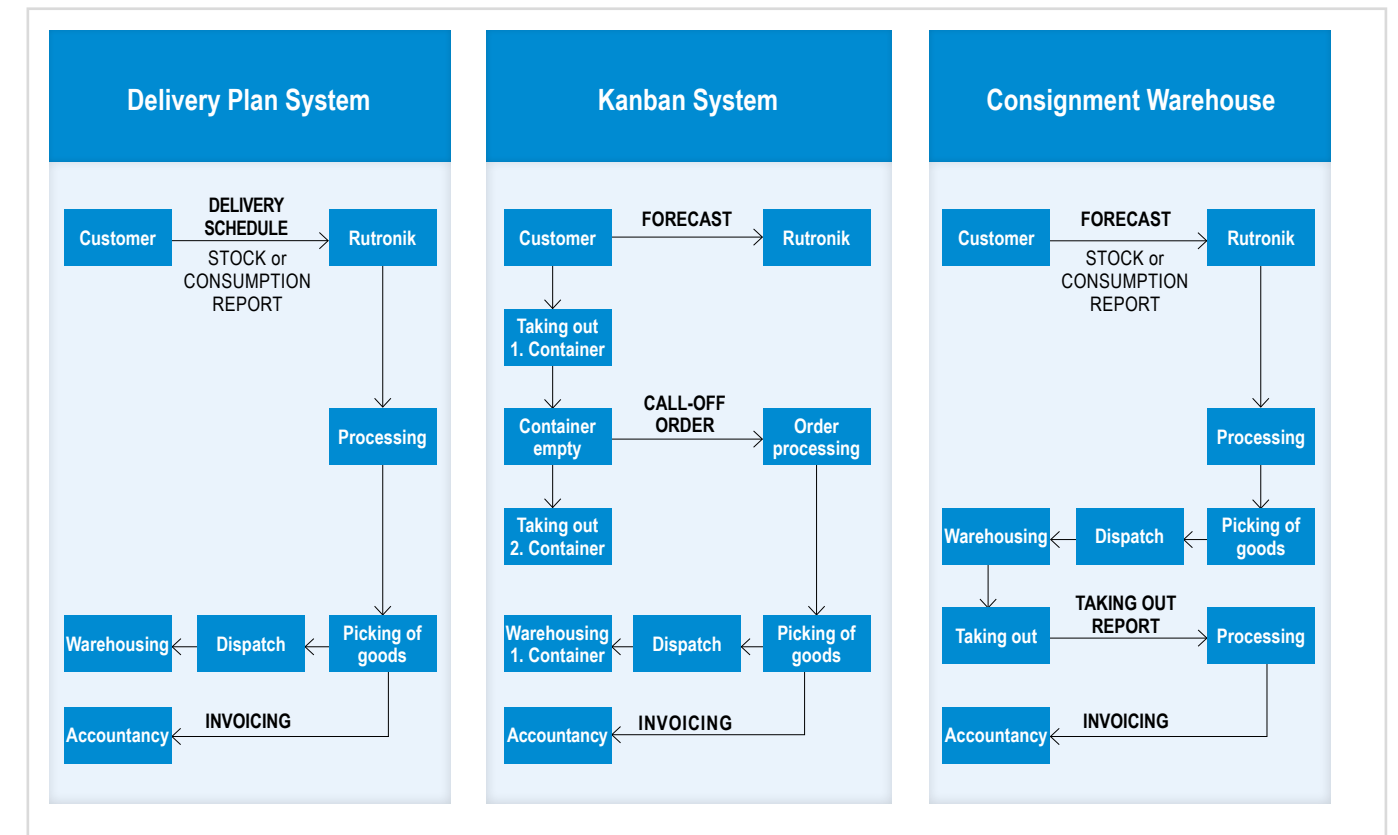 Delivery Plan System
Customer
DELIVERY
SCHEDULE
STOCK or
CONSUMPTION
REPORT
Rutronik
Processing
Picking of
goods
Dispatch
Warehousing
INVOICING
Accountancy
Kanban System
Customer
FORECAST
Rutronik
Taking out
1. Container
Container
empty
CALL-OFF
ORDER
Order
processing
Taking out
2. Container
Picking of
goods
Dispatch
Warehousing
1. Container
INVOICING
Accountancy
Consignment Warehouse
Customer
FORECAST
STOCK or
CONSUMPTION
REPORT
Rutronik
Processing
Picking of
goods
Dispatch
Warehousing
Taking out
TAKING OUT
REPORT
Processing
INVOICING
Accountancy